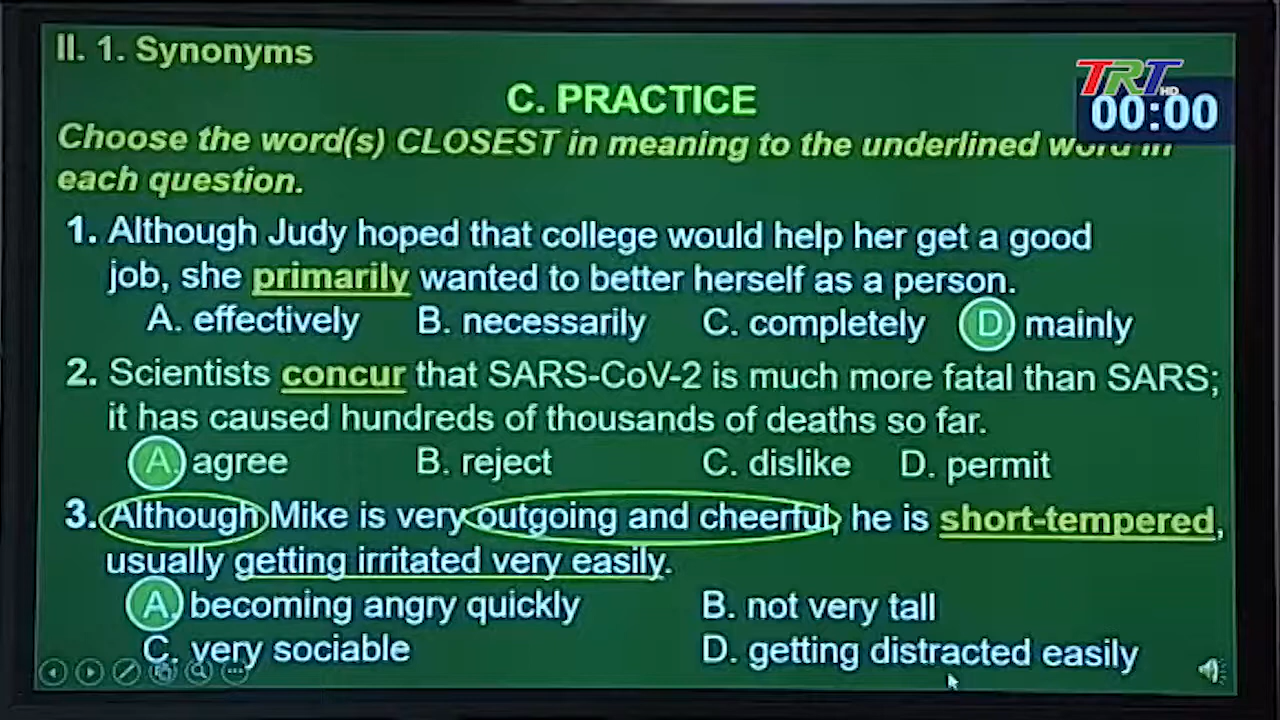 II. 1. Synonyms
TRT HD
00:00
C. PRACTICE
Choose the word(s) CLOSEST in meaning to the underlined word in
each question.
1. Although Judy hoped that college would help her get a good
job, she primarily wanted to better herself as a person.
A. effectively B. necessarily C. completely D. mainly
2. Scientists concur that SARS-CoV-2 is much more fatal than SARS;
it has caused hundreds of thousands of deaths so far.
A. agree B. reject C. dislike D. permit
3. Although Mike is very outgoing and cheerful, he is short-tempered,
usually getting irritated very easily.
A. becoming angry quickly B. not very tall
C. very sociable D. getting distracted easily